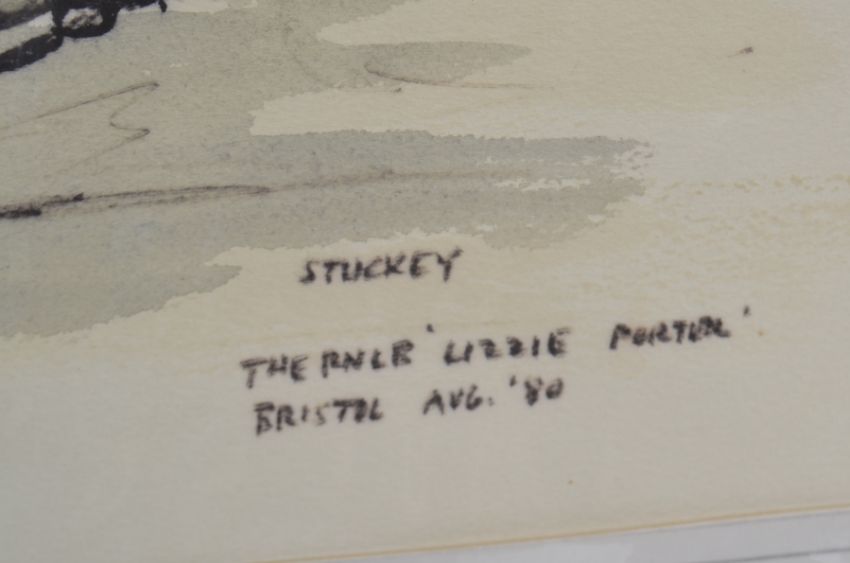 STUCKEY
THE RNLB 'LIZZIE PORTER'
BRISTOL AUG. '80